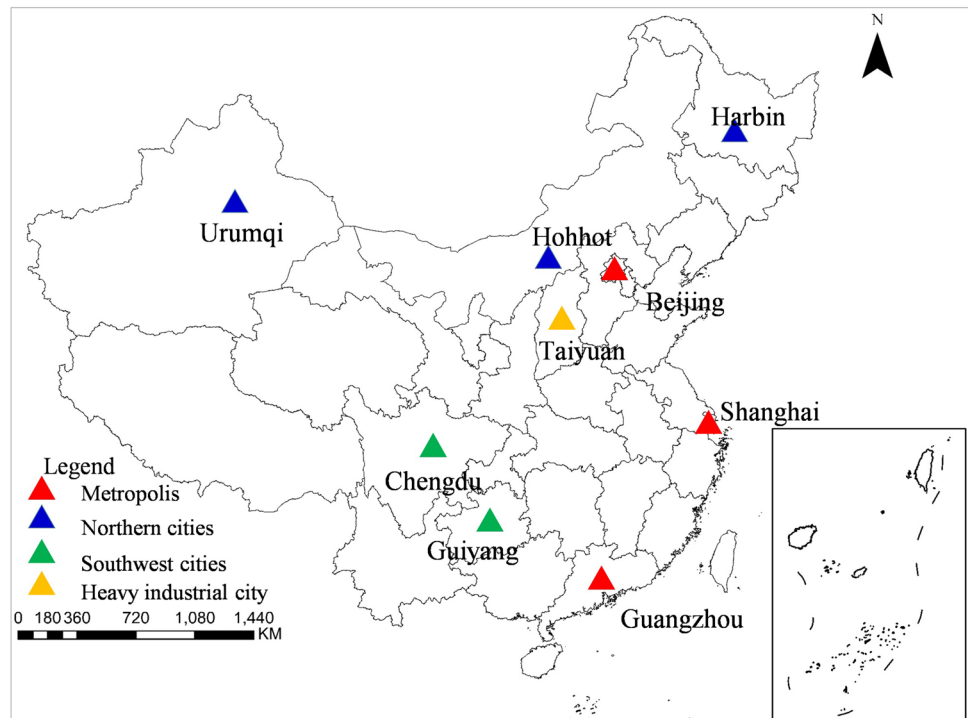 N
Harbin
Urumqi
Hohhot
Beijing
Taiyuan
Shanghai
Chengdu
Guiyang
Guangzhou
Legend
Metropolis
Northern cities
Southwest cities
Heavy industrial city
0 180 360 720 1,080 1,440
KM